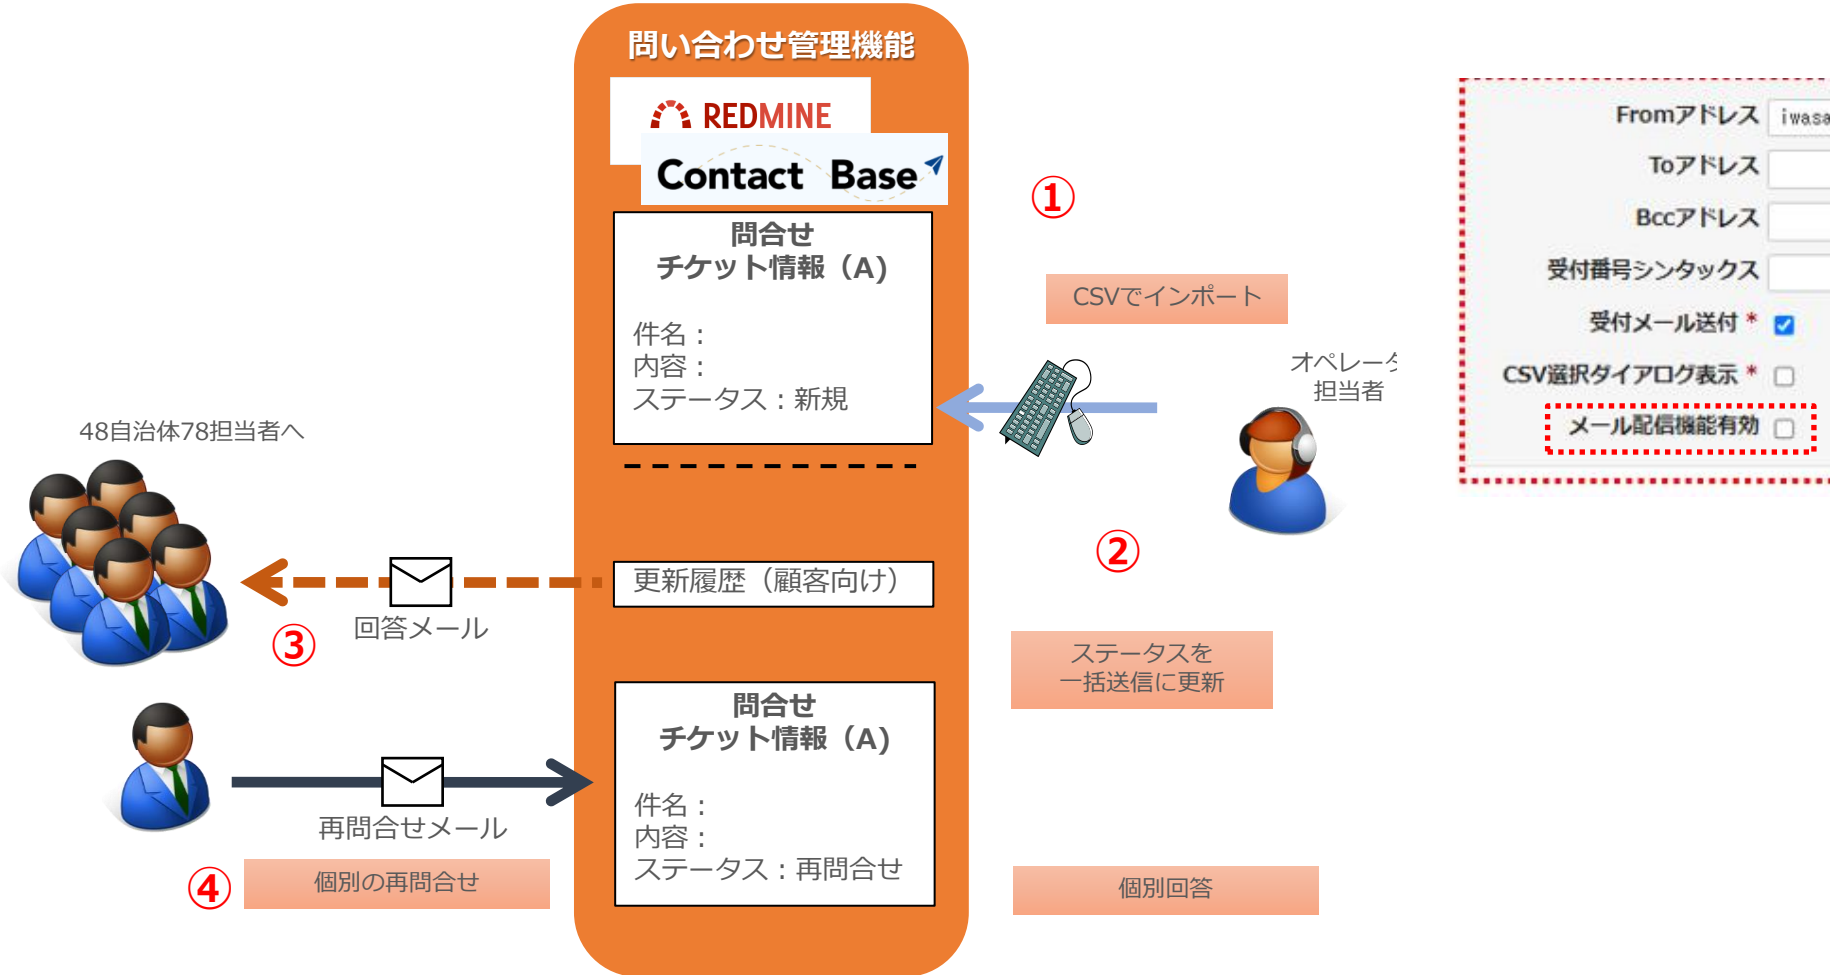 問い合わせ管理機能
REDMINE
Contact Base
問合せ
チケット情報（A)
件名：
内容：
ステータス：新規
更新履歴（顧客向け）
問合せ
チケット情報（A)
件名：
内容：
ステータス：再問合せ
48自治体78担当者へ
回答メール
③
再問合せメール
④
個別の再問合せ
①
CSVでインポート
オペレータ
担当者
②
ステータスを
一括送信に更新
個別回答
Fromアドレス iwasa
Toアドレス
Bccアドレス
受付番号シンタックス
受付メール送付 *
CSV選択ダイアログ表示 *
メール配信機能有効